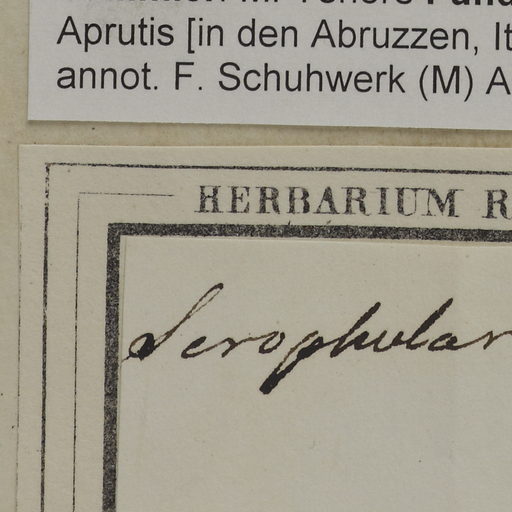 Aprutis [in den Abruzzen, It
annot. F. Schuhwerk (M) A
HERBARIUM R
Scrophular